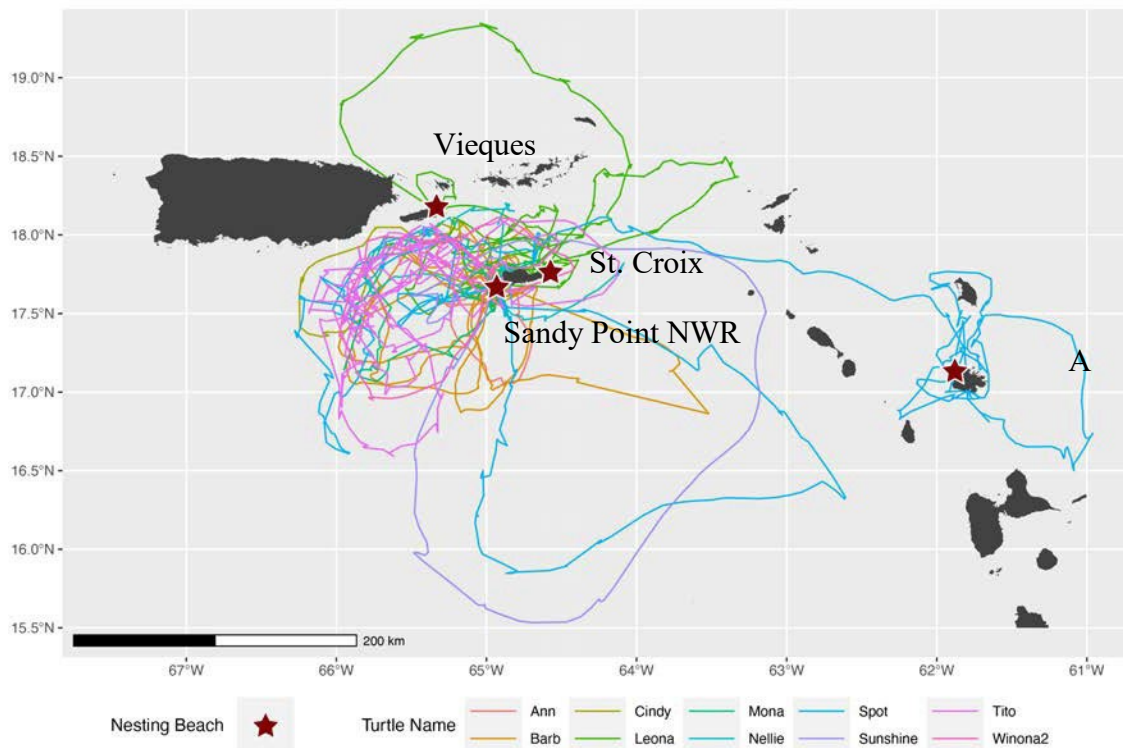 19.0°N
18.5°N
18.0°N
17.5°N
17.0°N
16.5°N
16.0°N
15.5°N
Vieques
St. Croix
Sandy Point NWR
A
200 km
67°W 66°W 65°W 64°W 63°W 62°W 61°W
Nesting Beach Turtle Name Ann Cindy Mona Spot Tito
Barb Leona Nellie Sunshine Winona2